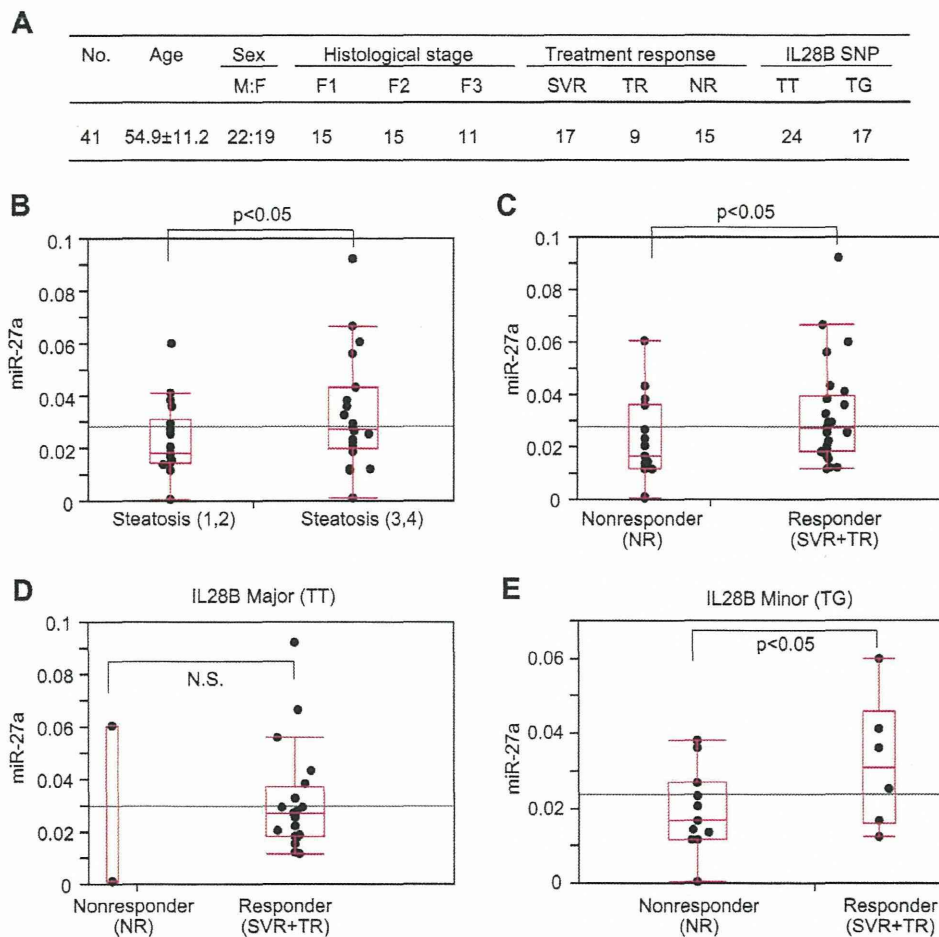 A
No. Age Sex Histological stage Treatment response IL28B SNP
M:F F1 F2 F3 SVR TR NR TT TG
41 54.9±11.2 22:19 15 15 11 17 9 15 24 17
B
p<0.05
miR-27a
0.1
0.08
0.06
0.04
0.02
0
Steatosis (1,2) Steatosis (3,4)
C
p<0.05
miR-27a
0.1
0.08
0.06
0.04
0.02
0
Nonresponder Responder
(NR) (SVR+TR)
D
IL28B Major (TT)
N.S.
miR-27a
0.1
0.08
0.06
0.04
0.02
0
Nonresponder Responder
(NR) (SVR+TR)
E
IL28B Minor (TG)
p<0.05
miR-27a
0.06
0.04
0.02
0
Nonresponder Responder
(NR) (SVR+TR)